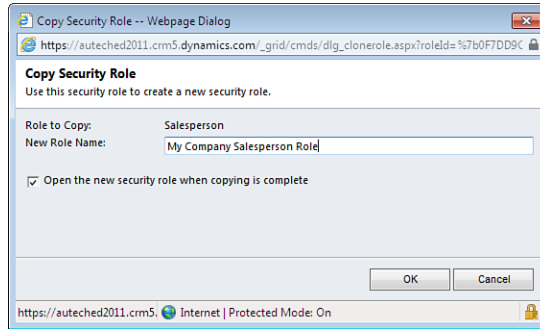 Copy Security Role -- Webpage Dialog
https://auteched2011.crm5.dynamics.com/_grid/cmds/dlg_clonerole.aspx?roleId=%7b0F7DD9C
Copy Security Role
Use this security role to create a new security role.
Role to Copy: Salesperson
New Role Name: My Company Salesperson Role
Open the new security role when copying is complete
OK Cancel
https://auteched2011.crm5. Internet | Protected Mode: On